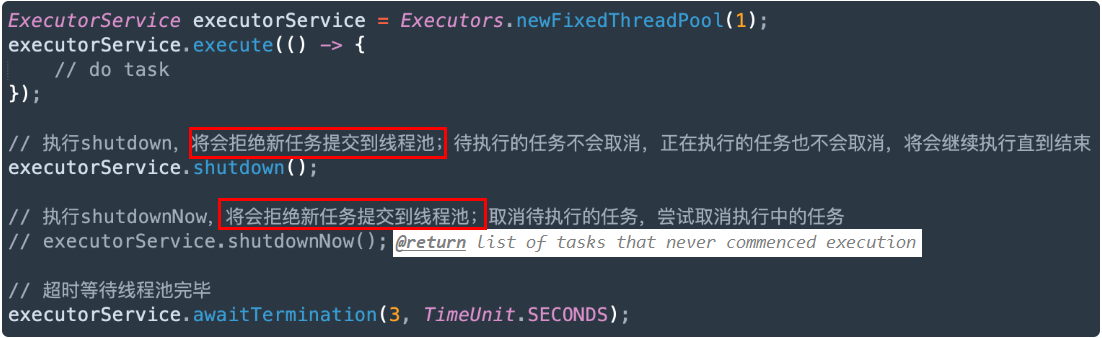 ExecutorService executorService = Executors.newFixedThreadPool(1);
executorService.execute(() -> {
    // do task
});
// 执行shutdown，将会拒绝新任务提交到线程池；待执行的任务不会取消，正在执行的任务也不会取消，将会继续执行直到结束
executorService.shutdown();
// 执行shutdownNow，将会拒绝新任务提交到线程池；取消待执行的任务，尝试取消执行中的任务
// executorService.shutdownNow(); @return list of tasks that never commenced execution
// 超时等待线程池完毕
executorService.awaitTermination(3, TimeUnit.SECONDS);